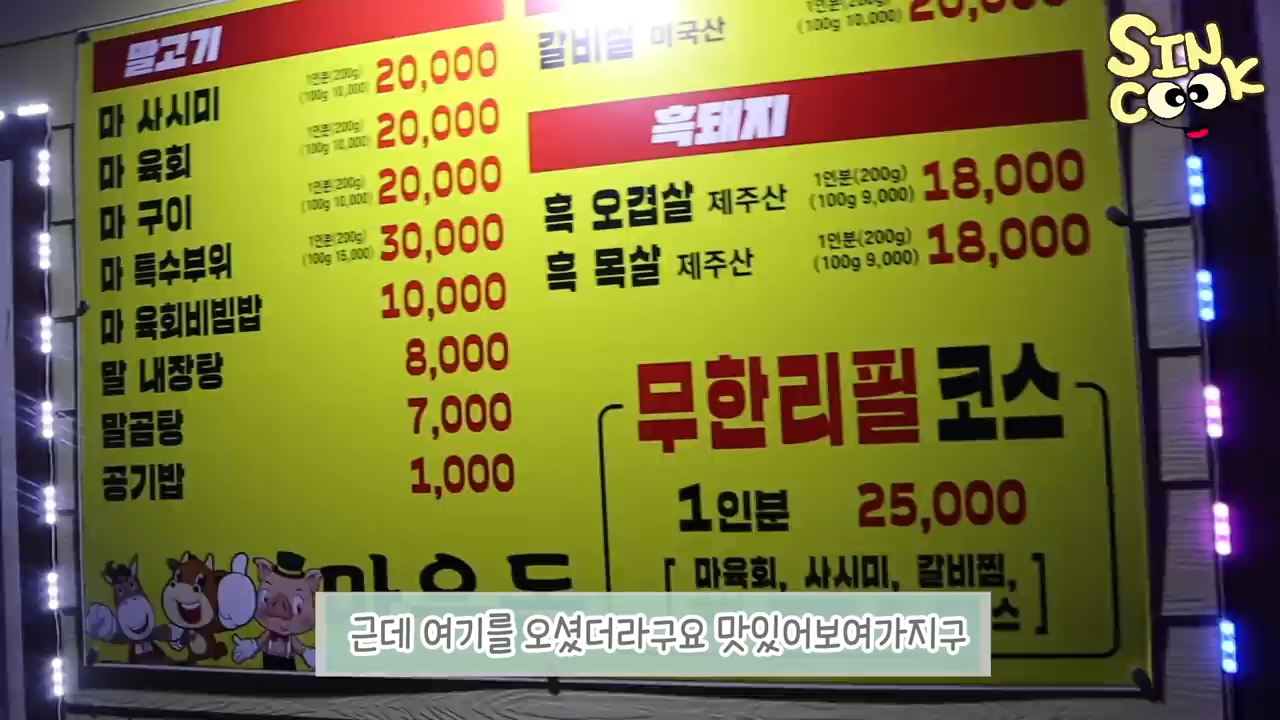 말고기
마 사시미 1인분(200g) (100g 10,000) 20,000
마 육회 1인분(200g) (100g 10,000) 20,000
마 구이 1인분(200g) (100g 10,000) 20,000
마 특수부위 1인분(200g) (100g 15,000) 30,000
마 육회비빔밥 10,000
말 내장탕 8,000
말곰탕 7,000
공기밥 1,000
갈비살 미국산 (100g 10,000) 20,000
흑돼지
흑 오겹살 제주산 1인분(200g) (100g 9,000) 18,000
흑 목살 제주산 1인분(200g) (100g 9,000) 18,000
무한리필 코스
1인분 25,000
[ 마육회, 사시미, 갈비찜, ]
SIN COOK
근데 여기를 오셨더라구요 맛있어보여가지구